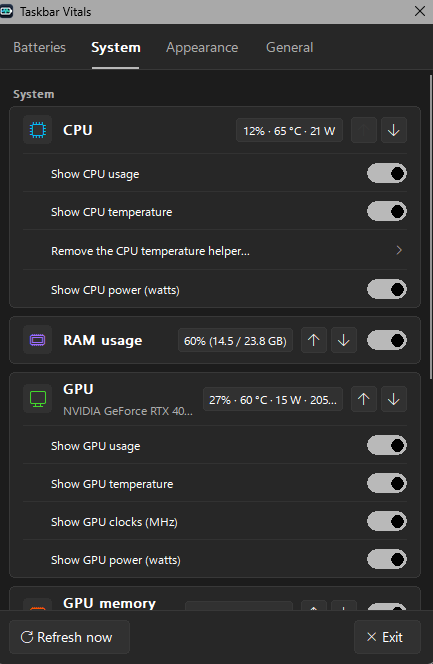 Taskbar Vitals
Batteries System Appearance General
System
CPU 12% · 65 °C · 21 W
Show CPU usage
Show CPU temperature
Remove the CPU temperature helper...
Show CPU power (watts)
RAM usage 60% (14.5 / 23.8 GB)
GPU
NVIDIA GeForce RTX 40... 27% · 60 °C · 15 W · 205...
Show GPU usage
Show GPU temperature
Show GPU clocks (MHz)
Show GPU power (watts)
GPU memory
Refresh now Exit